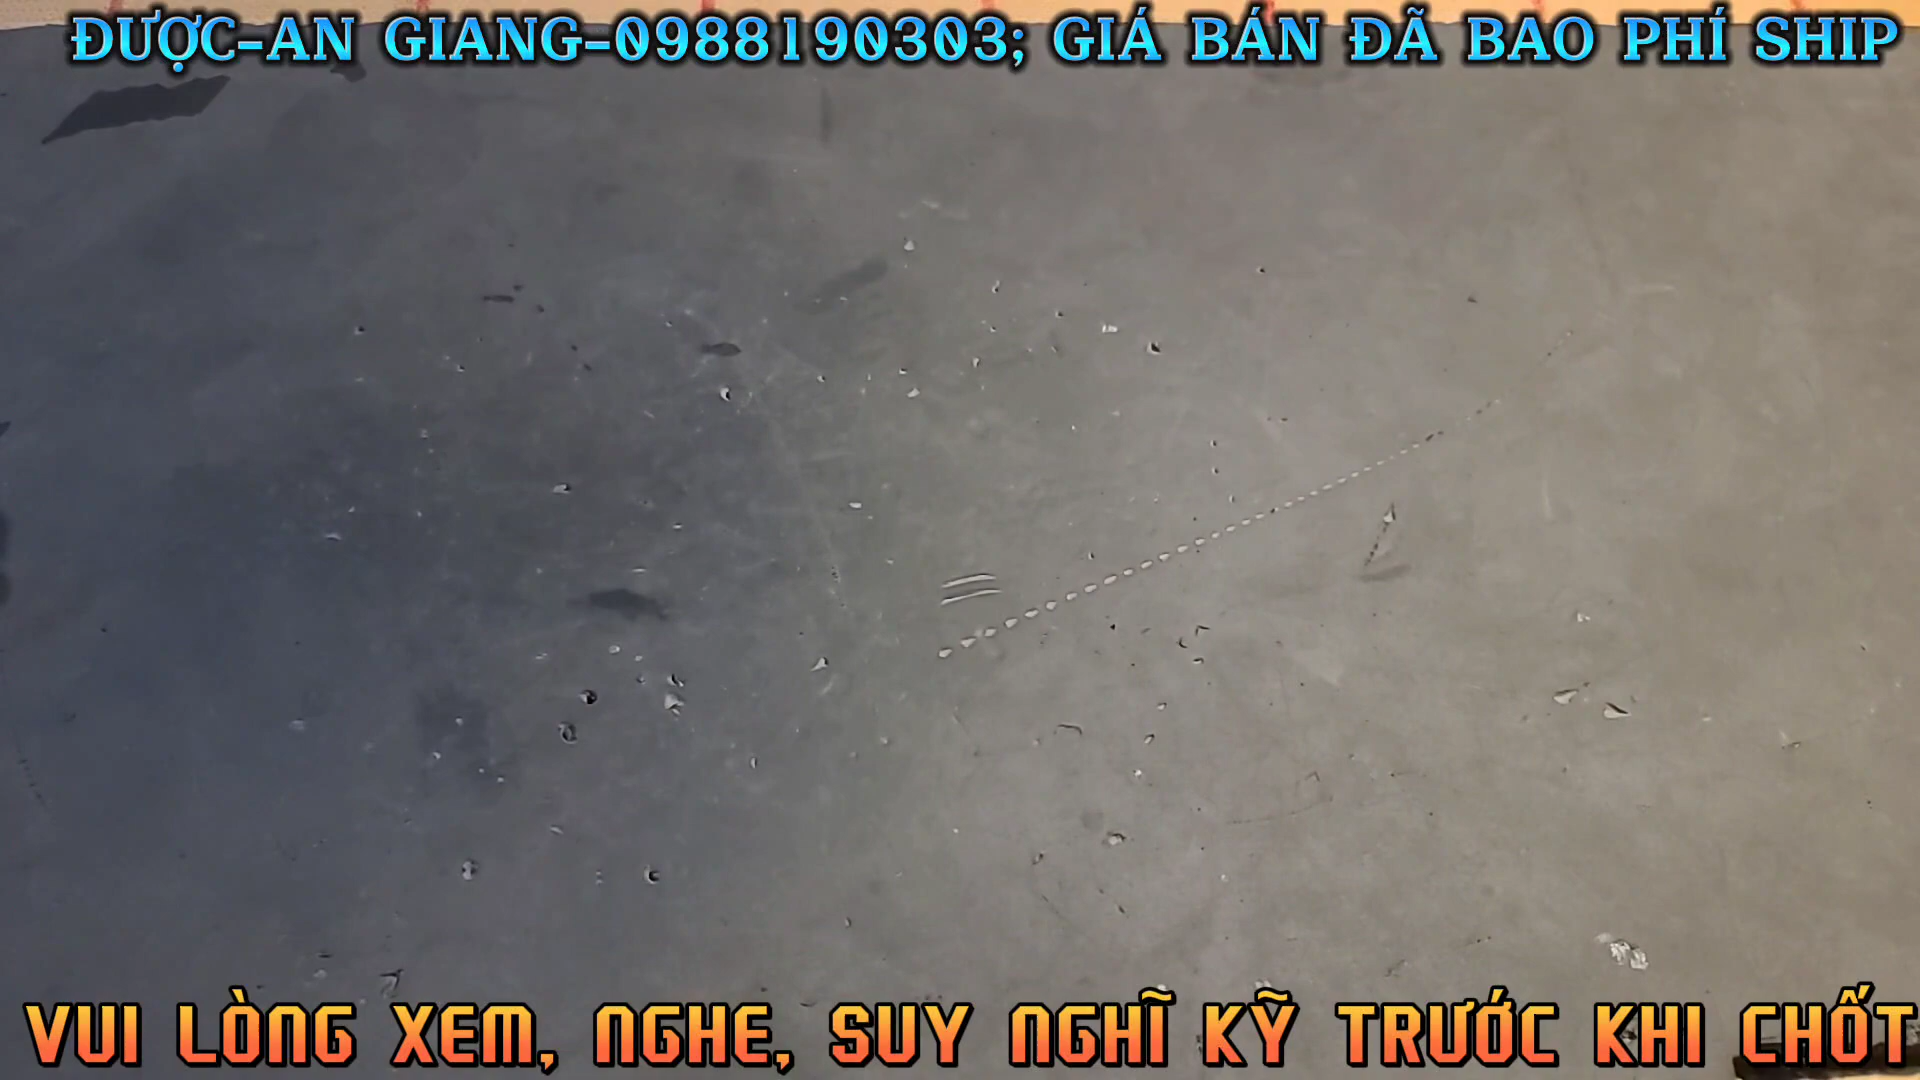 ĐƯỢC-AN GIANG-0988190303; GIÁ BÁN ĐÃ BAO PHÍ SHIP
VUI LÒNG XEM, NGHE, SUY NGHĨ KỸ TRƯỚC KHI CHỐT